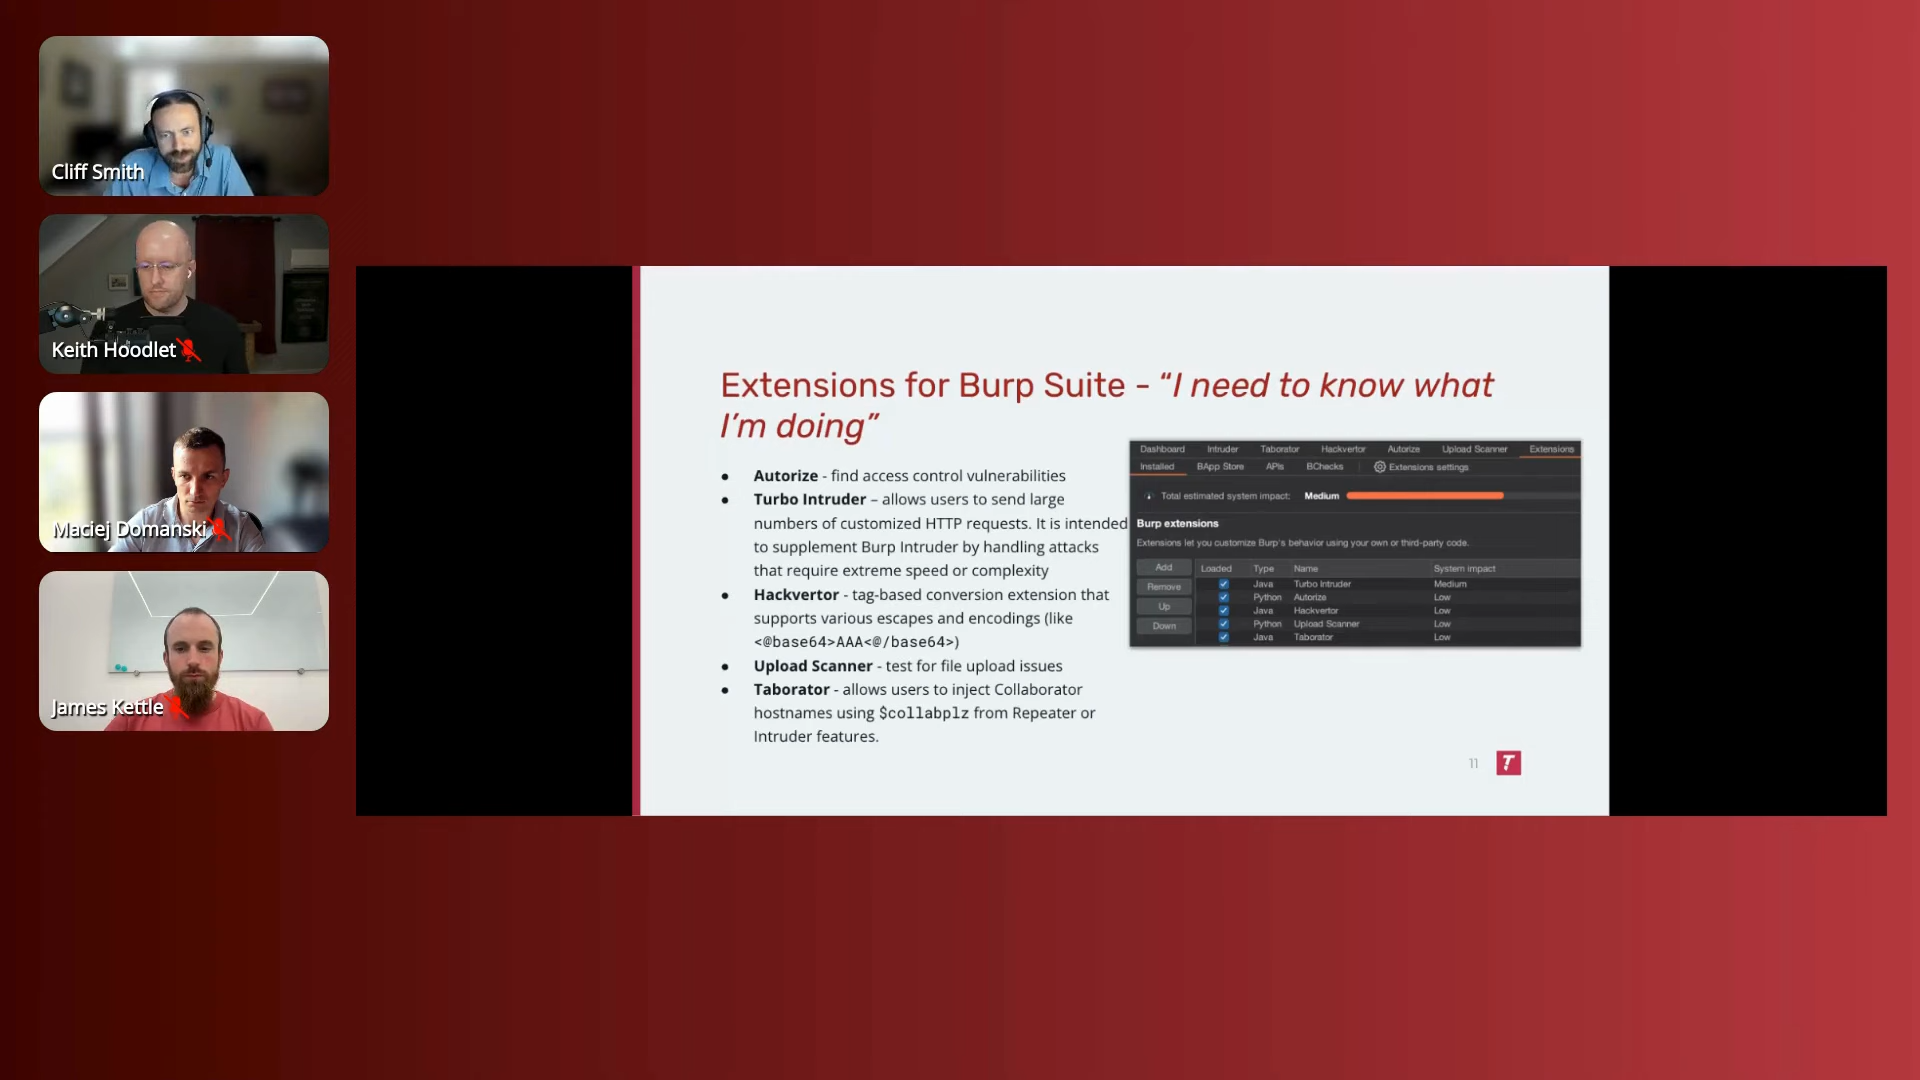 Cliff Smith
Keith Hoodlet
Maciej Domanski
James Kettle
Extensions for Burp Suite - “I need to know what
I’m doing”
● Autorize - find access control vulnerabilities
● Turbo Intruder – allows users to send large
numbers of customized HTTP requests. It is intended
to supplement Burp Intruder by handling attacks
that require extreme speed or complexity
● Hackvertor - tag-based conversion extension that
supports various escapes and encodings (like
<@base64>AAA<@/base64>)
● Upload Scanner - test for file upload issues
● Taborator - allows users to inject Collaborator
hostnames using $collabplz from Repeater or
Intruder features.
Dashboard Intruder Taborator Hackvertor Autorize Upload Scanner Extensions
Installed BApp Store APIs BChecks Extensions settings
Total estimated system impact: Medium
Burp extensions
Extensions let you customize Burp's behavior using your own or third-party code.
Add
Remove
Up
Down
Loaded Type Name System impact
Java Turbo Intruder Medium
Python Autorize Low
Java Hackvertor Low
Python Upload Scanner Low
Java Taborator Low
11
T